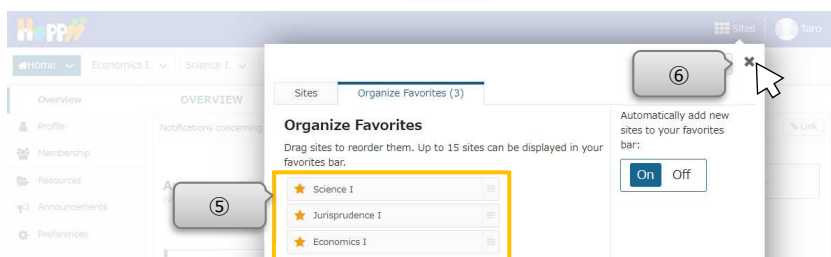 Hoppii
Sites
Taro
Home
Economics I
Science I
⑥
Overview
OVERVIEW
Sites
Organize Favorites (3)
Profile
Notifications concerning
Organize Favorites
Automatically add new
sites to your favorites
bar:
Link
Membership
Drag sites to reorder them. Up to 15 sites can be displayed in your
favorites bar.
On Off
Resources
Science I
⑤
Announcements
Jurisprudence I
Preferences
Economics I